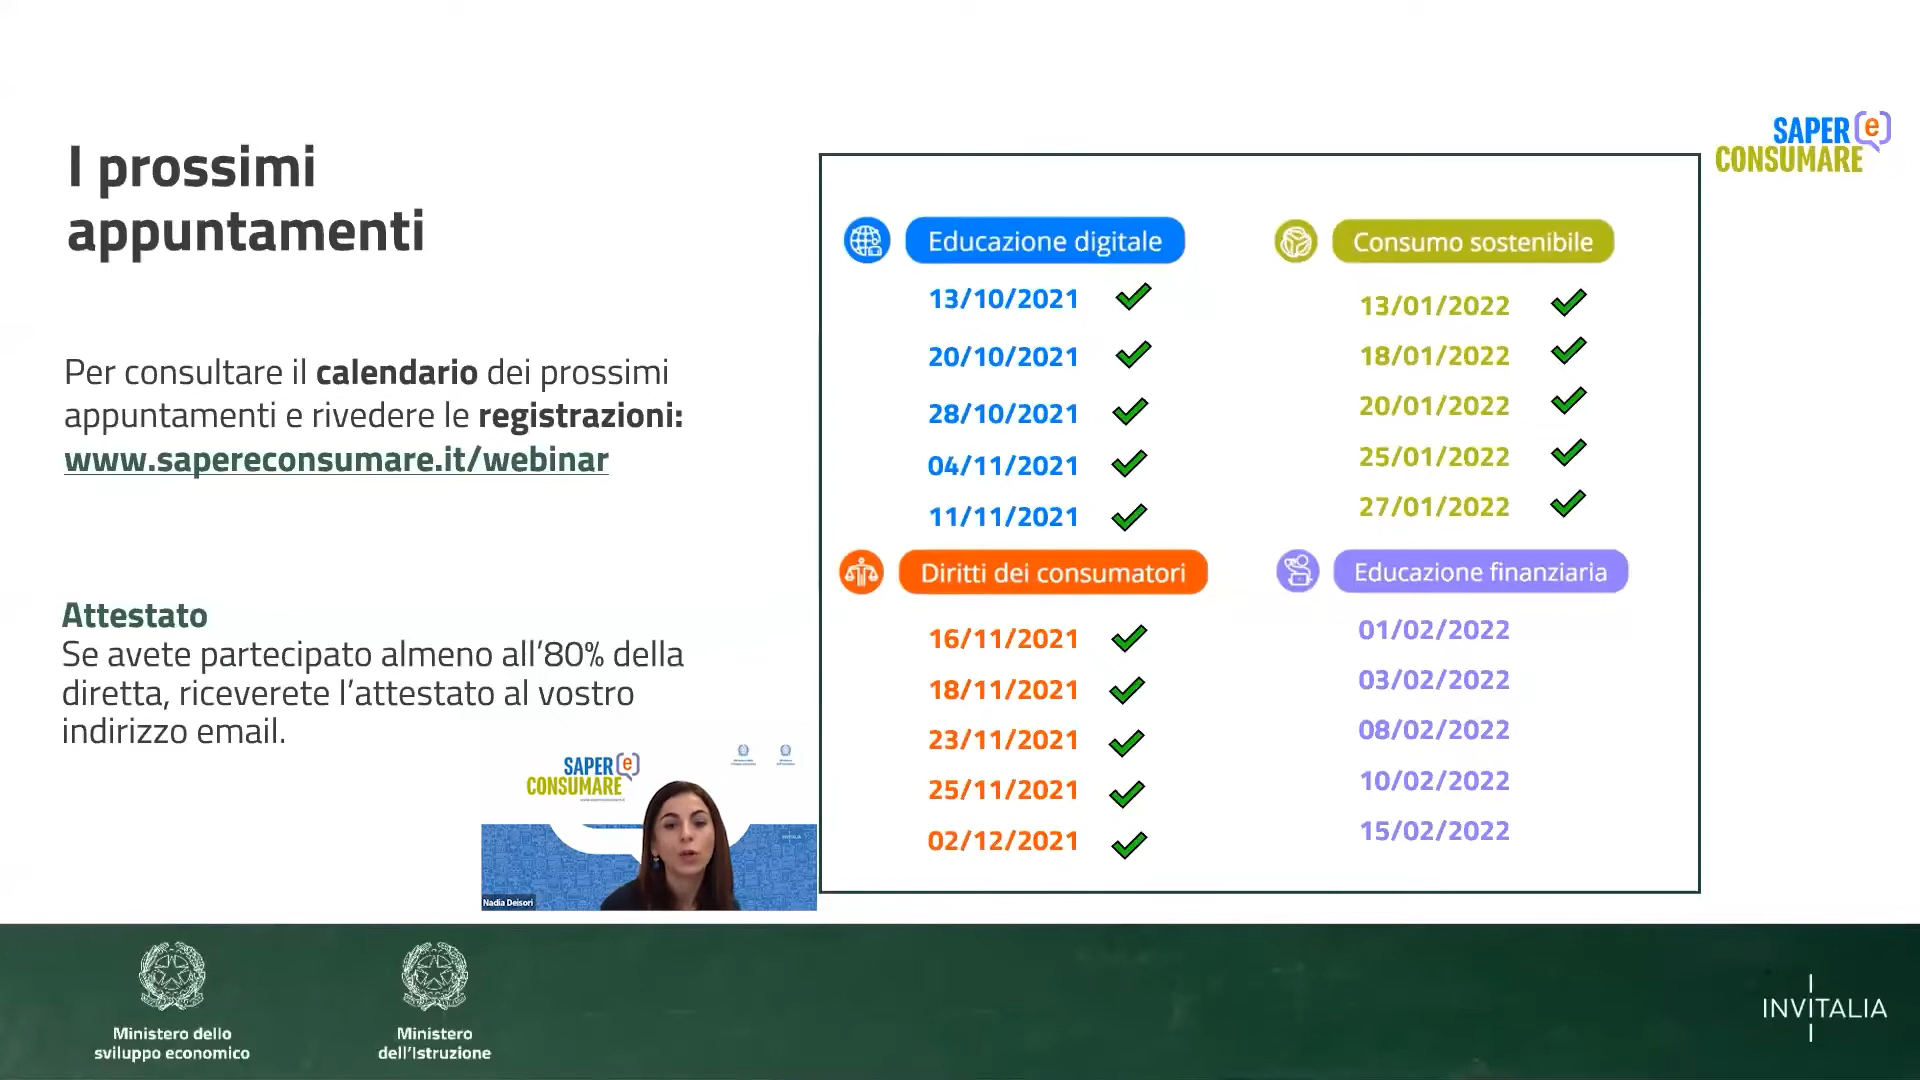 I prossimi
appuntamenti
Per consultare il calendario dei prossimi
appuntamenti e rivedere le registrazioni:
www.sapereconsumare.it/webinar
Attestato
Se avete partecipato almeno all'80% della
diretta, riceverete l'attestato al vostro
indirizzo email.
SAPER(e)
CONSUMARE
Nadia Deisori
Educazione digitale
13/10/2021
20/10/2021
28/10/2021
04/11/2021
11/11/2021
Consumo sostenibile
13/01/2022
18/01/2022
20/01/2022
25/01/2022
27/01/2022
Diritti dei consumatori
16/11/2021
18/11/2021
23/11/2021
25/11/2021
02/12/2021
Educazione finanziaria
01/02/2022
03/02/2022
08/02/2022
10/02/2022
15/02/2022
SAPER(e)
CONSUMARE
Ministero dello
sviluppo economico
Ministero
dell'Istruzione
INVITALIA